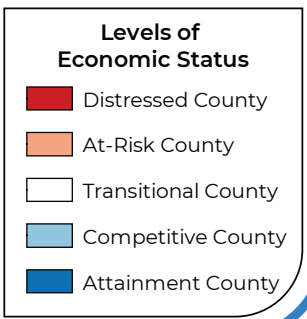 Levels of
Economic Status
Distressed County
At-Risk County
Transitional County
Competitive County
Attainment County